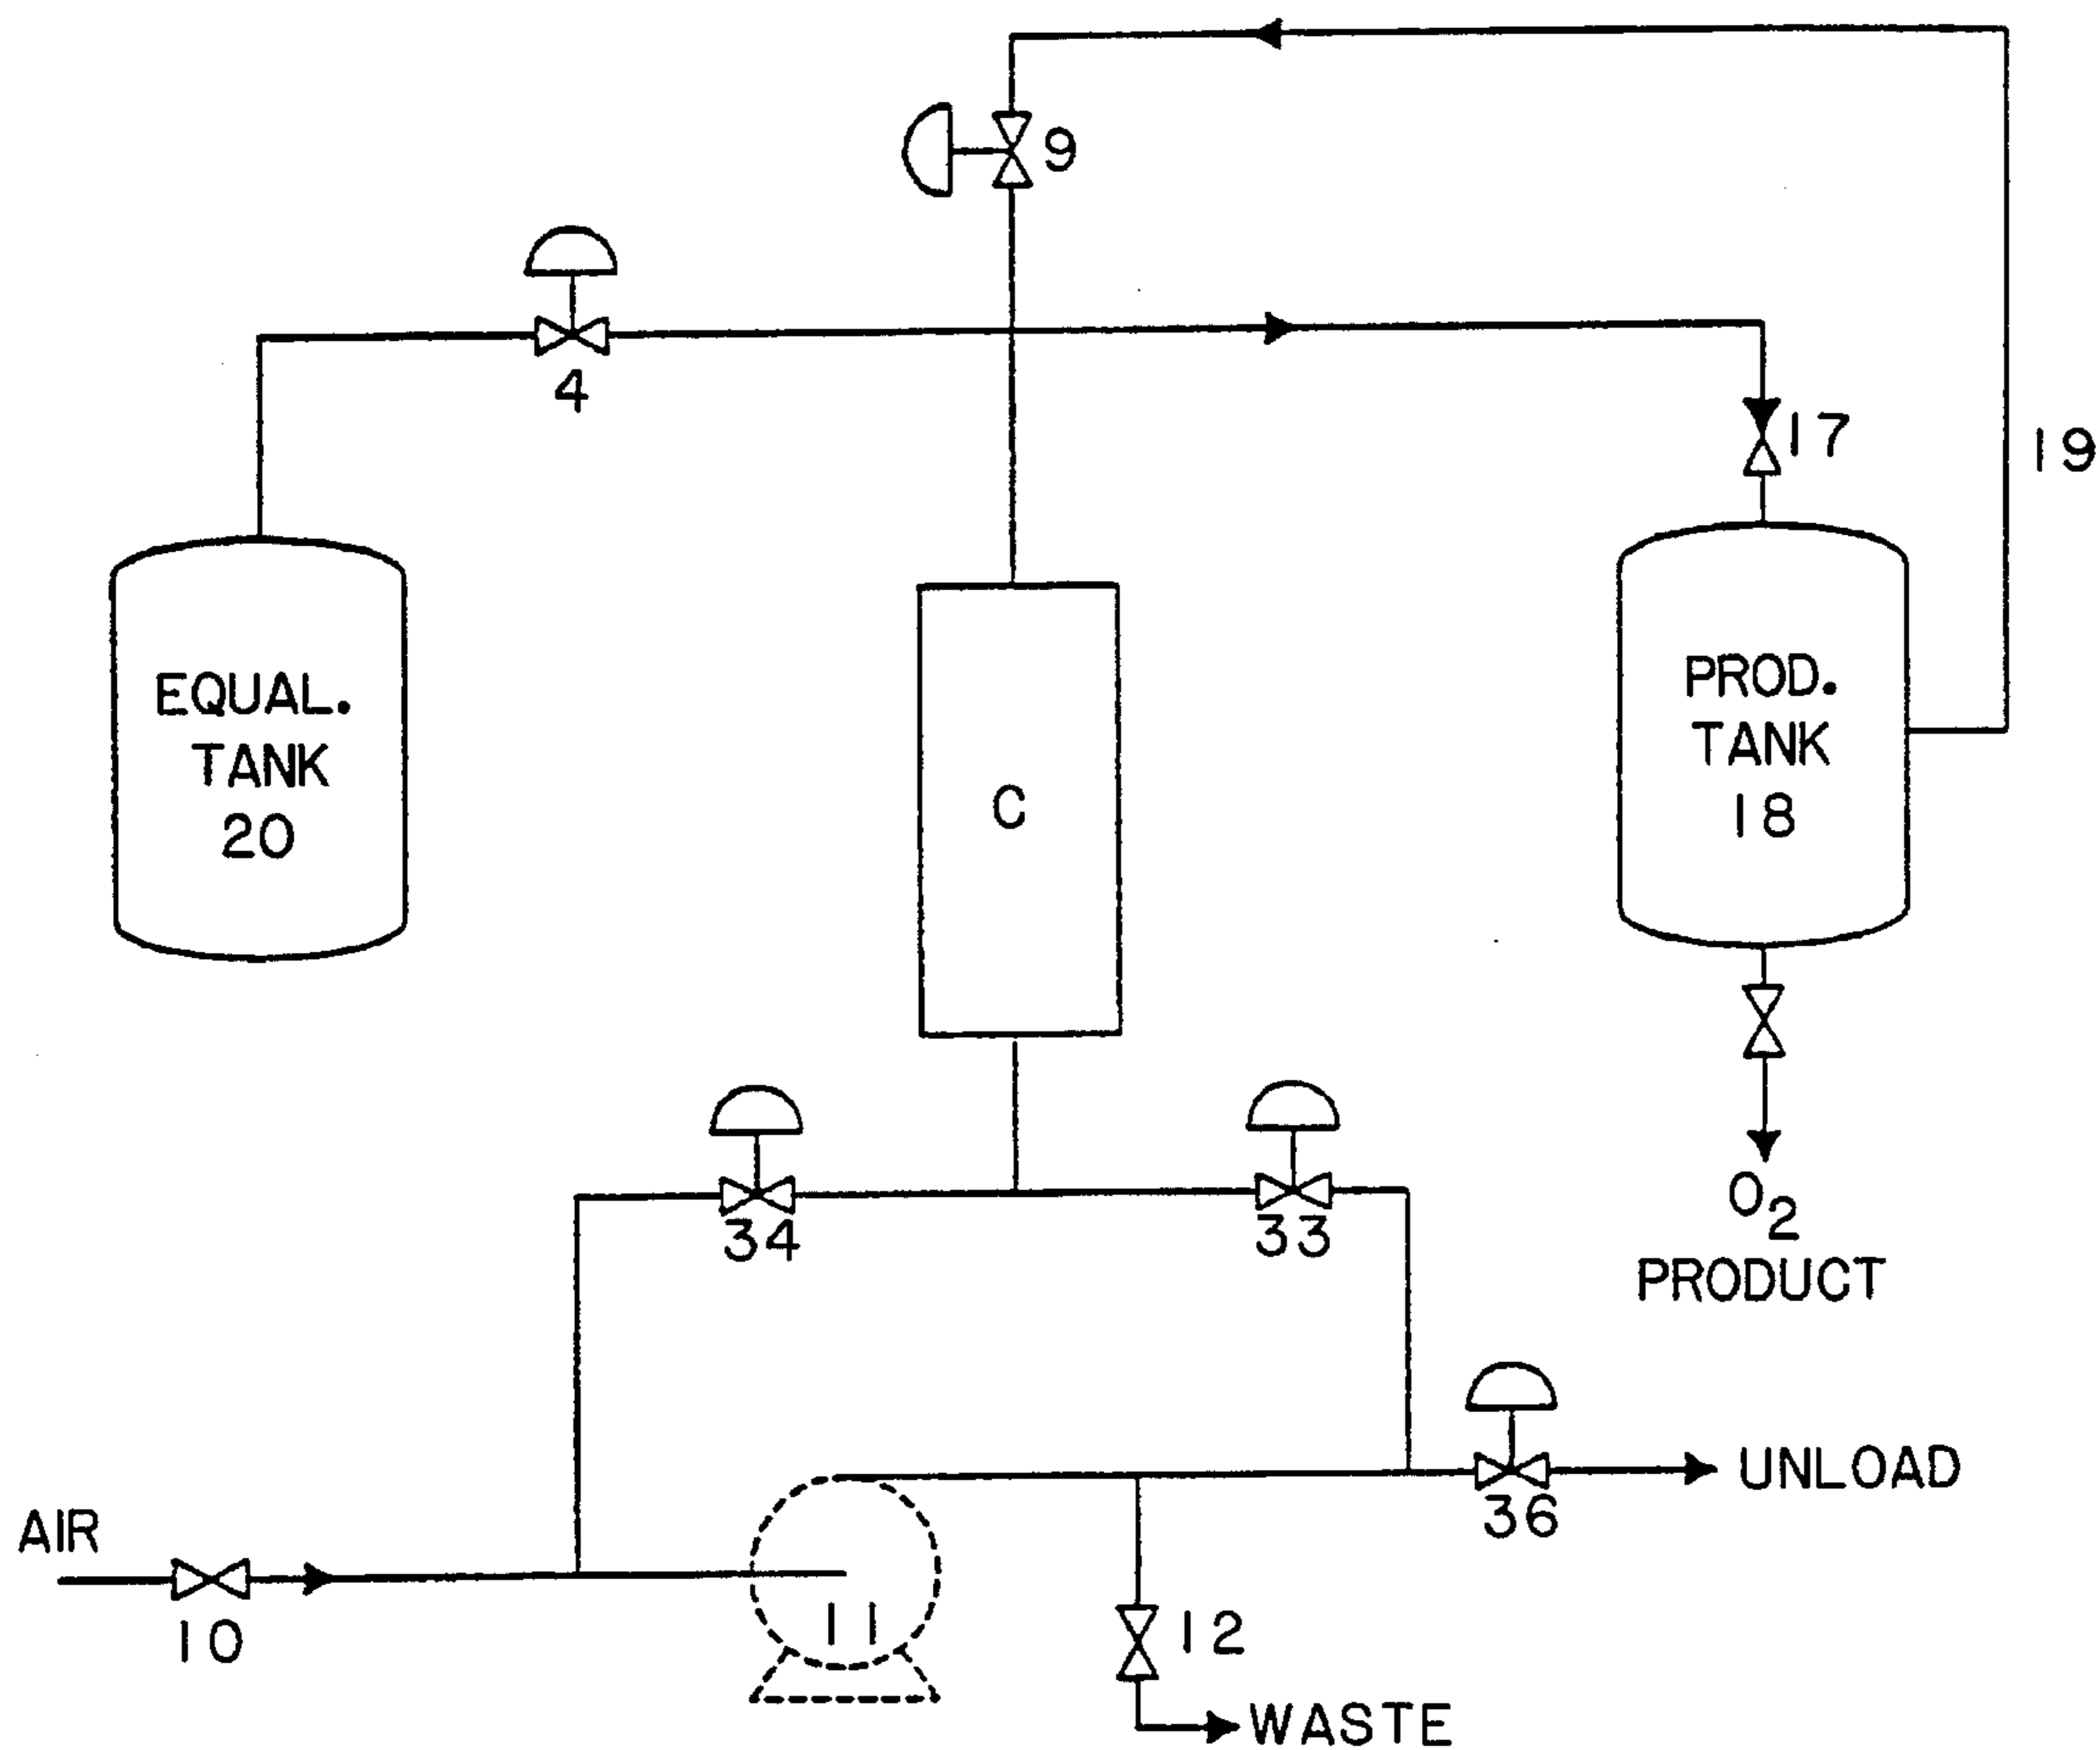 9
4
17
19
EQUAL.
TANK
20
C
PROD.
TANK
18
34
33
O2
PRODUCT
36
UNLOAD
AIR
10
11
12
WASTE